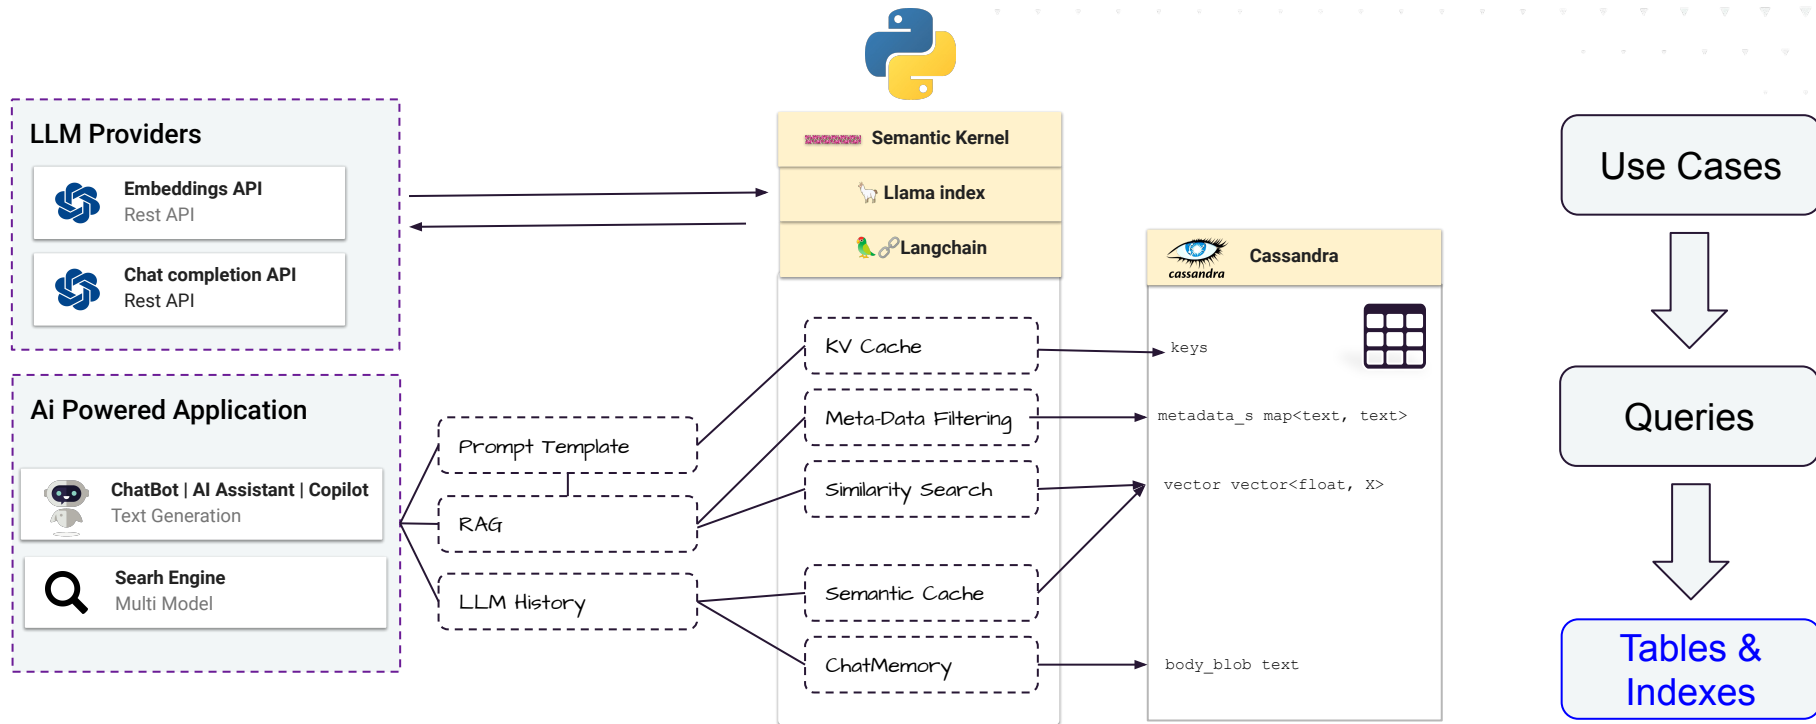 LLM Providers
Embeddings API
Rest API
Chat completion API
Rest API
Ai Powered Application
ChatBot | AI Assistant | Copilot
Text Generation
Searh Engine
Multi Model
Prompt Template
RAG
LLM History
Semantic Kernel
Llama index
Langchain
KV Cache
Meta-Data Filtering
Similarity Search
Semantic Cache
ChatMemory
cassandra
Cassandra
keys
metadata_s map<text, text>
vector vector<float, X>
body_blob text
Use Cases
Queries
Tables &
Indexes